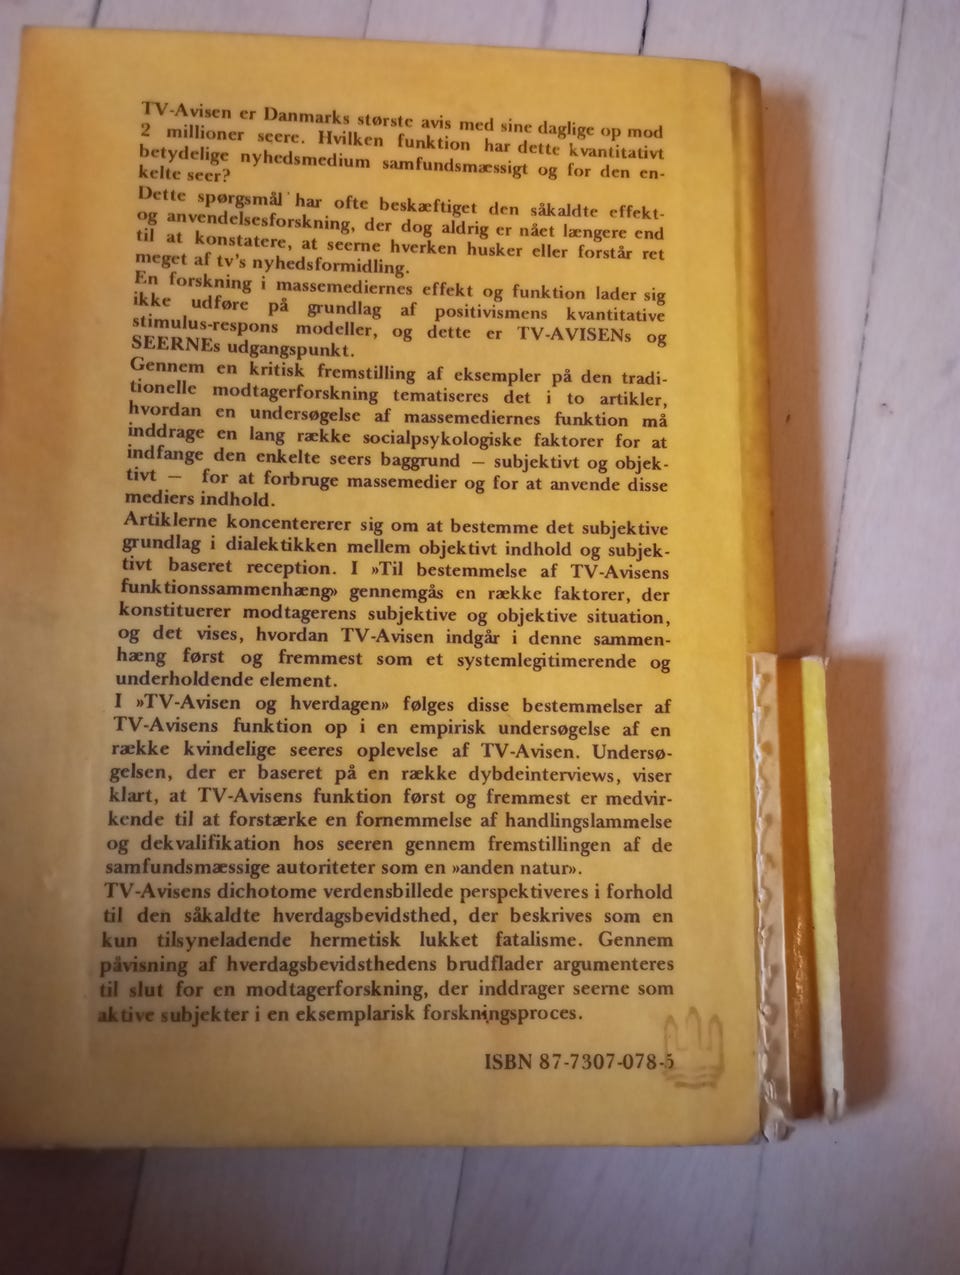 TV-Avisen er Danmarks største avis med sine daglige op mod
2 millioner seere. Hvilken funktion har dette kvantitativt
betydelige nyhedsmedium samfundsmæssigt og for den en-
kelte seer?
Dette spørgsmål har ofte beskæftiget den såkaldte effekt-
og anvendelsesforskning, der dog aldrig er nået længere end
til at konstatere, at seerne hverken husker eller forstår ret
meget af tv's nyhedsformidling.
En forskning i massemediernes effekt og funktion lader sig
ikke udføre på grundlag af positivismens kvantitative
stimulus-respons modeller, og dette er TV-AVISENs og
SEERNEs udgangspunkt.
Gennem en kritisk fremstilling af eksempler på den tradi-
tionelle modtagerforskning tematiseres det i to artikler,
hvordan en undersøgelse af massemediernes funktion må
inddrage en lang række socialpsykologiske faktorer for at
indfange den enkelte seers baggrund — subjektivt og objek-
tivt — for at forbruge massemedier og for at anvende disse
mediers indhold.
Artiklerne koncentererer sig om at bestemme det subjektive
grundlag i dialektikken mellem objektivt indhold og subjek-
tivt baseret reception. I »Til bestemmelse af TV-Avisens
funktionssammenhæng» gennemgås en række faktorer, der
konstituerer modtagerens subjektive og objektive situation,
og det vises, hvordan TV-Avisen indgår i denne sammen-
hæng først og fremmest som et systemlegitimerende og
underholdende element.
I »TV-Avisen og hverdagen» følges disse bestemmelser af
TV-Avisens funktion op i en empirisk undersøgelse af en
række kvindelige seeres oplevelse af TV-Avisen. Undersø-
gelsen, der er baseret på en række dybdeinterviews, viser
klart, at TV-Avisens funktion først og fremmest er medvir-
kende til at forstærke en fornemmelse af handlingslammelse
og dekvalifikation hos seeren gennem fremstillingen af de
samfundsmæssige autoriteter som en »anden natur».
TV-Avisens dichotome verdensbillede perspektiveres i forhold
til den såkaldte hverdagsbevidsthed, der beskrives som en
kun tilsyneladende hermetisk lukket fatalisme. Gennem
påvisning af hverdagsbevidsthedens brudflader argumenteres
til slut for en modtagerforskning, der inddrager seerne som
aktive subjekter i en eksemplarisk forskningsproces.
ISBN 87-7307-078-5